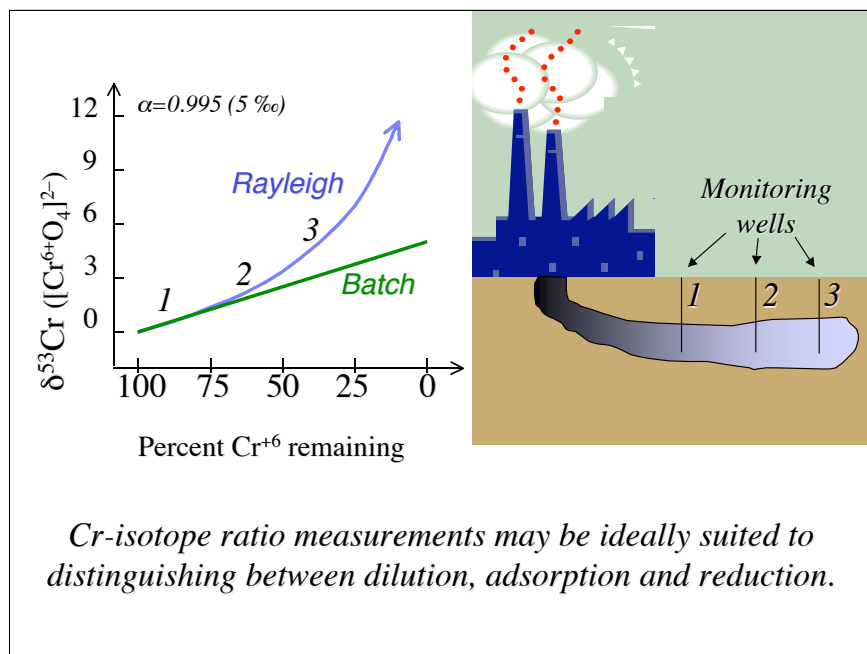 α=0.995 (5 ‰)
12
9
6
3
0
δ⁵³Cr ([Cr⁶⁺O₄]²⁻)
Rayleigh
Batch
1
2
3
100 75 50 25 0
Percent Cr⁺⁶ remaining
Monitoring
wells
1 2 3
Cr-isotope ratio measurements may be ideally suited to
distinguishing between dilution, adsorption and reduction.